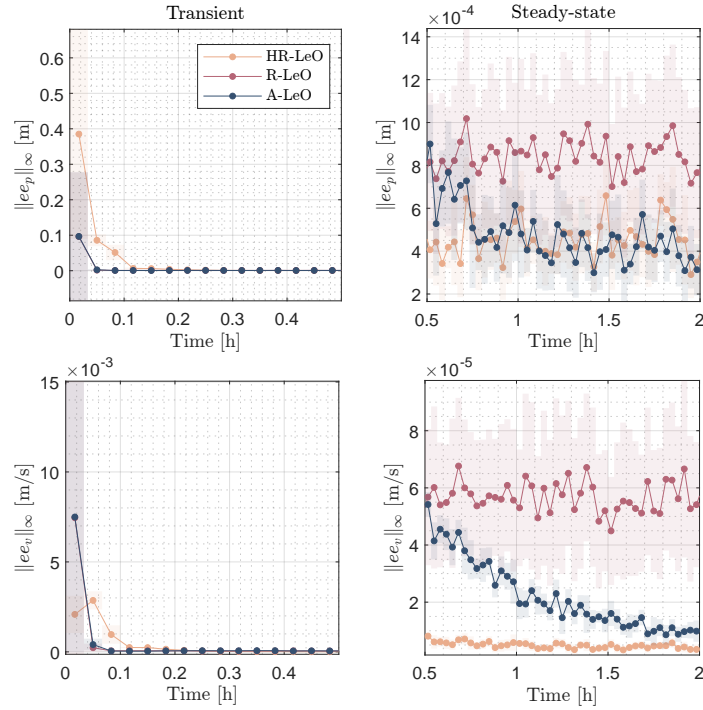 Transient
0.6
0.5
0.4
0.3
0.2
0.1
0
‖ee_p‖∞ [m]
HR-LeO
R-LeO
A-LeO
0 0.1 0.2 0.3 0.4
Time [h]
Steady-state
×10⁻⁴
14
12
10
8
6
4
2
‖ee_p‖∞ [m]
0.5 1 1.5 2
Time [h]
×10⁻³
15
10
5
0
‖ee_v‖∞ [m/s]
0 0.1 0.2 0.3 0.4
Time [h]
×10⁻⁵
8
6
4
2
‖ee_v‖∞ [m/s]
0.5 1 1.5 2
Time [h]